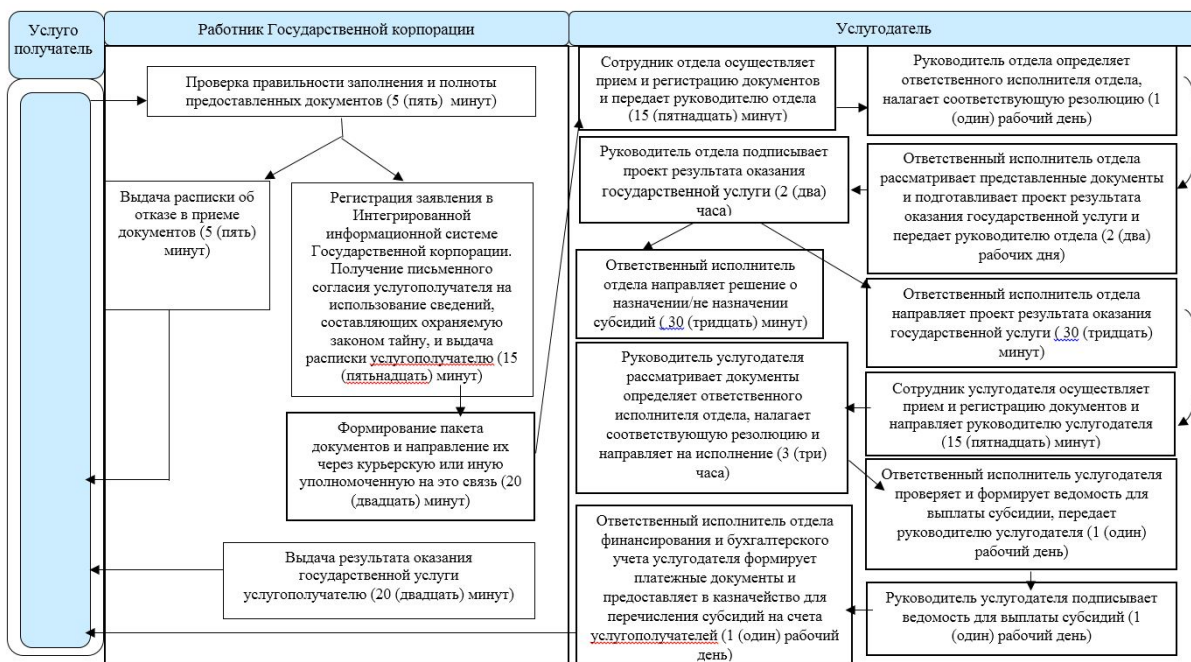 Услуго
получатель
Работник Государственной корпорации
Услугодатель
Проверка правильности заполнения и полноты
предоставленных документов (5 (пять) минут)
Выдача расписки об
отказе в приеме
документов (5 (пять)
минут)
Регистрация заявления в
Интегрированной
информационной системе
Государственной корпорации.
Получение письменного
согласия услугополучателя на
использование сведений,
составляющих охраняемую
законом тайну, и выдача
расписки услугополучателю (15
(пятьнадцать) минут)
Формирование пакета
документов и направление их
через курьерскую или иную
уполномоченную на это связь (20
(двадцать) минут)
Выдача результата оказания
государственной услуги
услугополучателю (20 (двадцать) минут)
Сотрудник отдела осуществляет
прием и регистрацию документов
и передает руководителю отдела
(15 (пятнадцать) минут
Руководитель отдела определяет
ответственного исполнителя отдела,
налагает соответствующую резолюцию (1
(один) рабочий день)
Руководитель отдела подписывает
проект результата оказания
государственной услуги (2 (два)
часа)
Ответственный исполнитель отдела
рассматривает представленные документы
и подготавливает проект результата
оказания государственной услуги и
передает руководителю отдела (2 (два)
рабочих дня)
Ответственный исполнитель
отдела направляет решение о
назначении/не назначении
субсидий ( 30 (тридцать) минут)
Ответственный исполнитель отдела
направляет проект результата оказания
государственной услуги ( 30 (тридцать)
минут)
Руководитель услугодателя
рассматривает документы
определяет ответственного
исполнителя отдела, налагает
соответствующую резолюцию и
направляет на исполнение (3 (три)
часа)
Сотрудник услугодателя осуществляет
прием и регистрацию документов и
направляет руководителю услугодателя
(15 (пятнадцать) минут)
Ответственный исполнитель услугодателя
проверяет и формирует ведомость для
выплаты субсидии, передает
руководителю услугодателя (1 (один)
рабочий день)
Ответственный исполнитель отдела
финансирования и бухгалтерского
учета услугодателя формирует
платежные документы и
предоставляет в казначейство для
перечисления субсидий на счета
услугополучателей (1 (один) рабочий
день)
Руководитель услугодателя подписывает
ведомость для выплаты субсидий (1
(один) рабочий день)